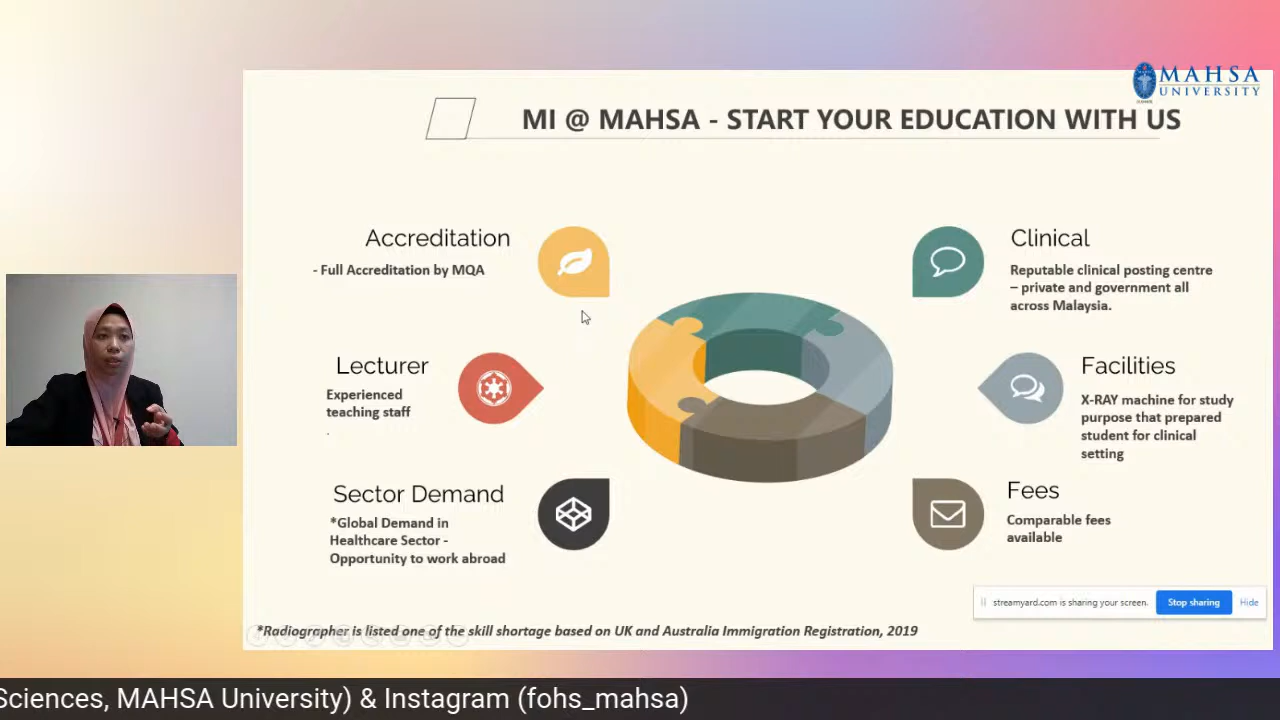 MAHSA
UNIVERSITY
MI @ MAHSA - START YOUR EDUCATION WITH US
Accreditation
- Full Accreditation by MQA
Clinical
Reputable clinical posting centre
– private and government all
across Malaysia.
Lecturer
Experienced
teaching staff
.
Facilities
X-RAY machine for study
purpose that prepared
student for clinical
setting
Sector Demand
*Global Demand in
Healthcare Sector -
Opportunity to work abroad
Fees
Comparable fees
available
streamyard.com is sharing your screen.
Stop sharing
Hide
*Radiographer is listed one of the skill shortage based on UK and Australia Immigration Registration, 2019
Sciences, MAHSA University) & Instagram (fohs_mahsa)